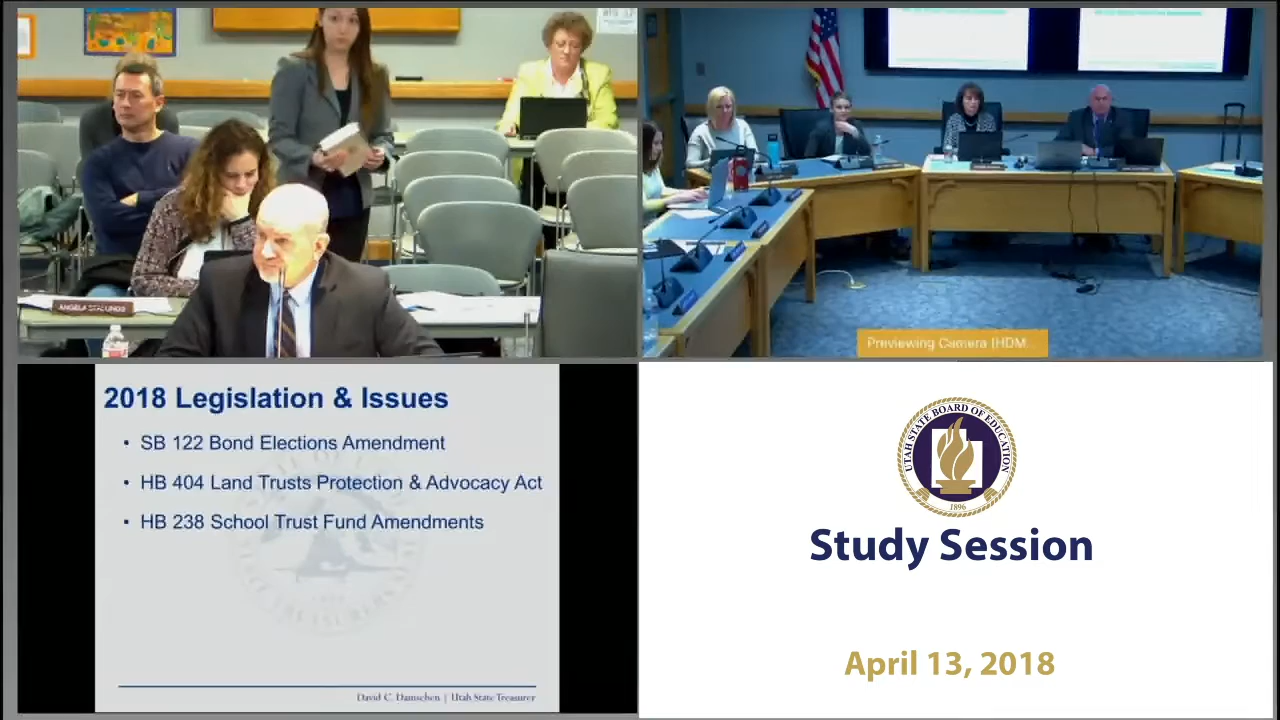 Previewing Camera (HDM...
2018 Legislation & Issues
• SB 122 Bond Elections Amendment
• HB 404 Land Trusts Protection & Advocacy Act
• HB 238 School Trust Fund Amendments
David C. Damschen | Utah State Treasurer
UTAH STATE BOARD OF EDUCATION
1896
Study Session
April 13, 2018